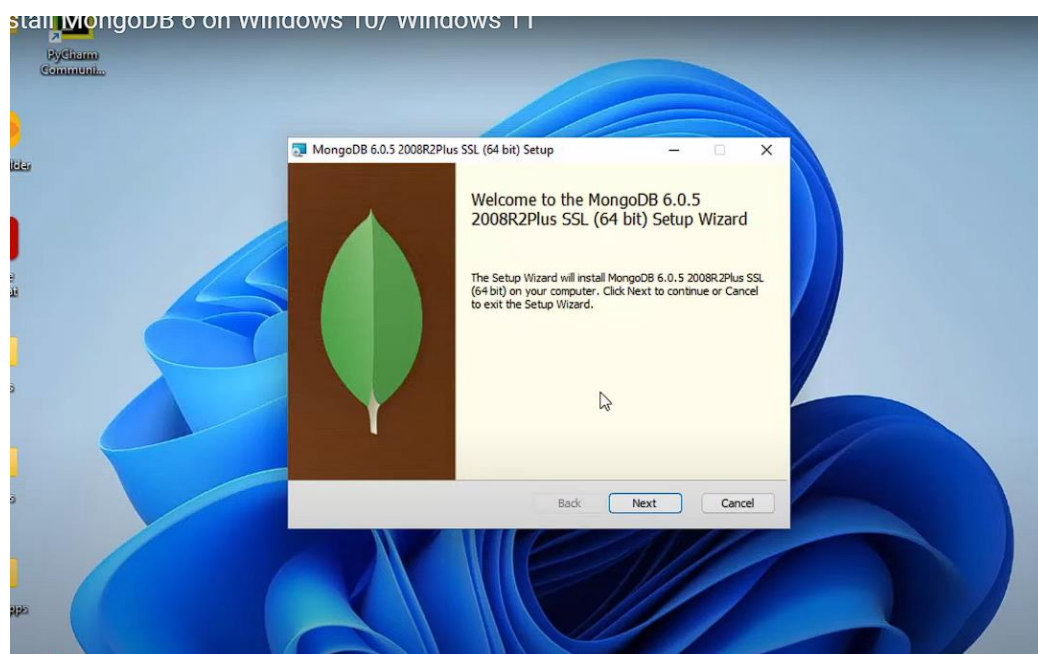 stall MongoDB 6 on Windows 10/ Windows 11
PyCharm
Communi...
MongoDB 6.0.5 2008R2Plus SSL (64 bit) Setup
Welcome to the MongoDB 6.0.5
2008R2Plus SSL (64 bit) Setup Wizard
The Setup Wizard will install MongoDB 6.0.5 2008R2Plus SSL
(64 bit) on your computer. Click Next to continue or Cancel
to exit the Setup Wizard.
Back
Next
Cancel